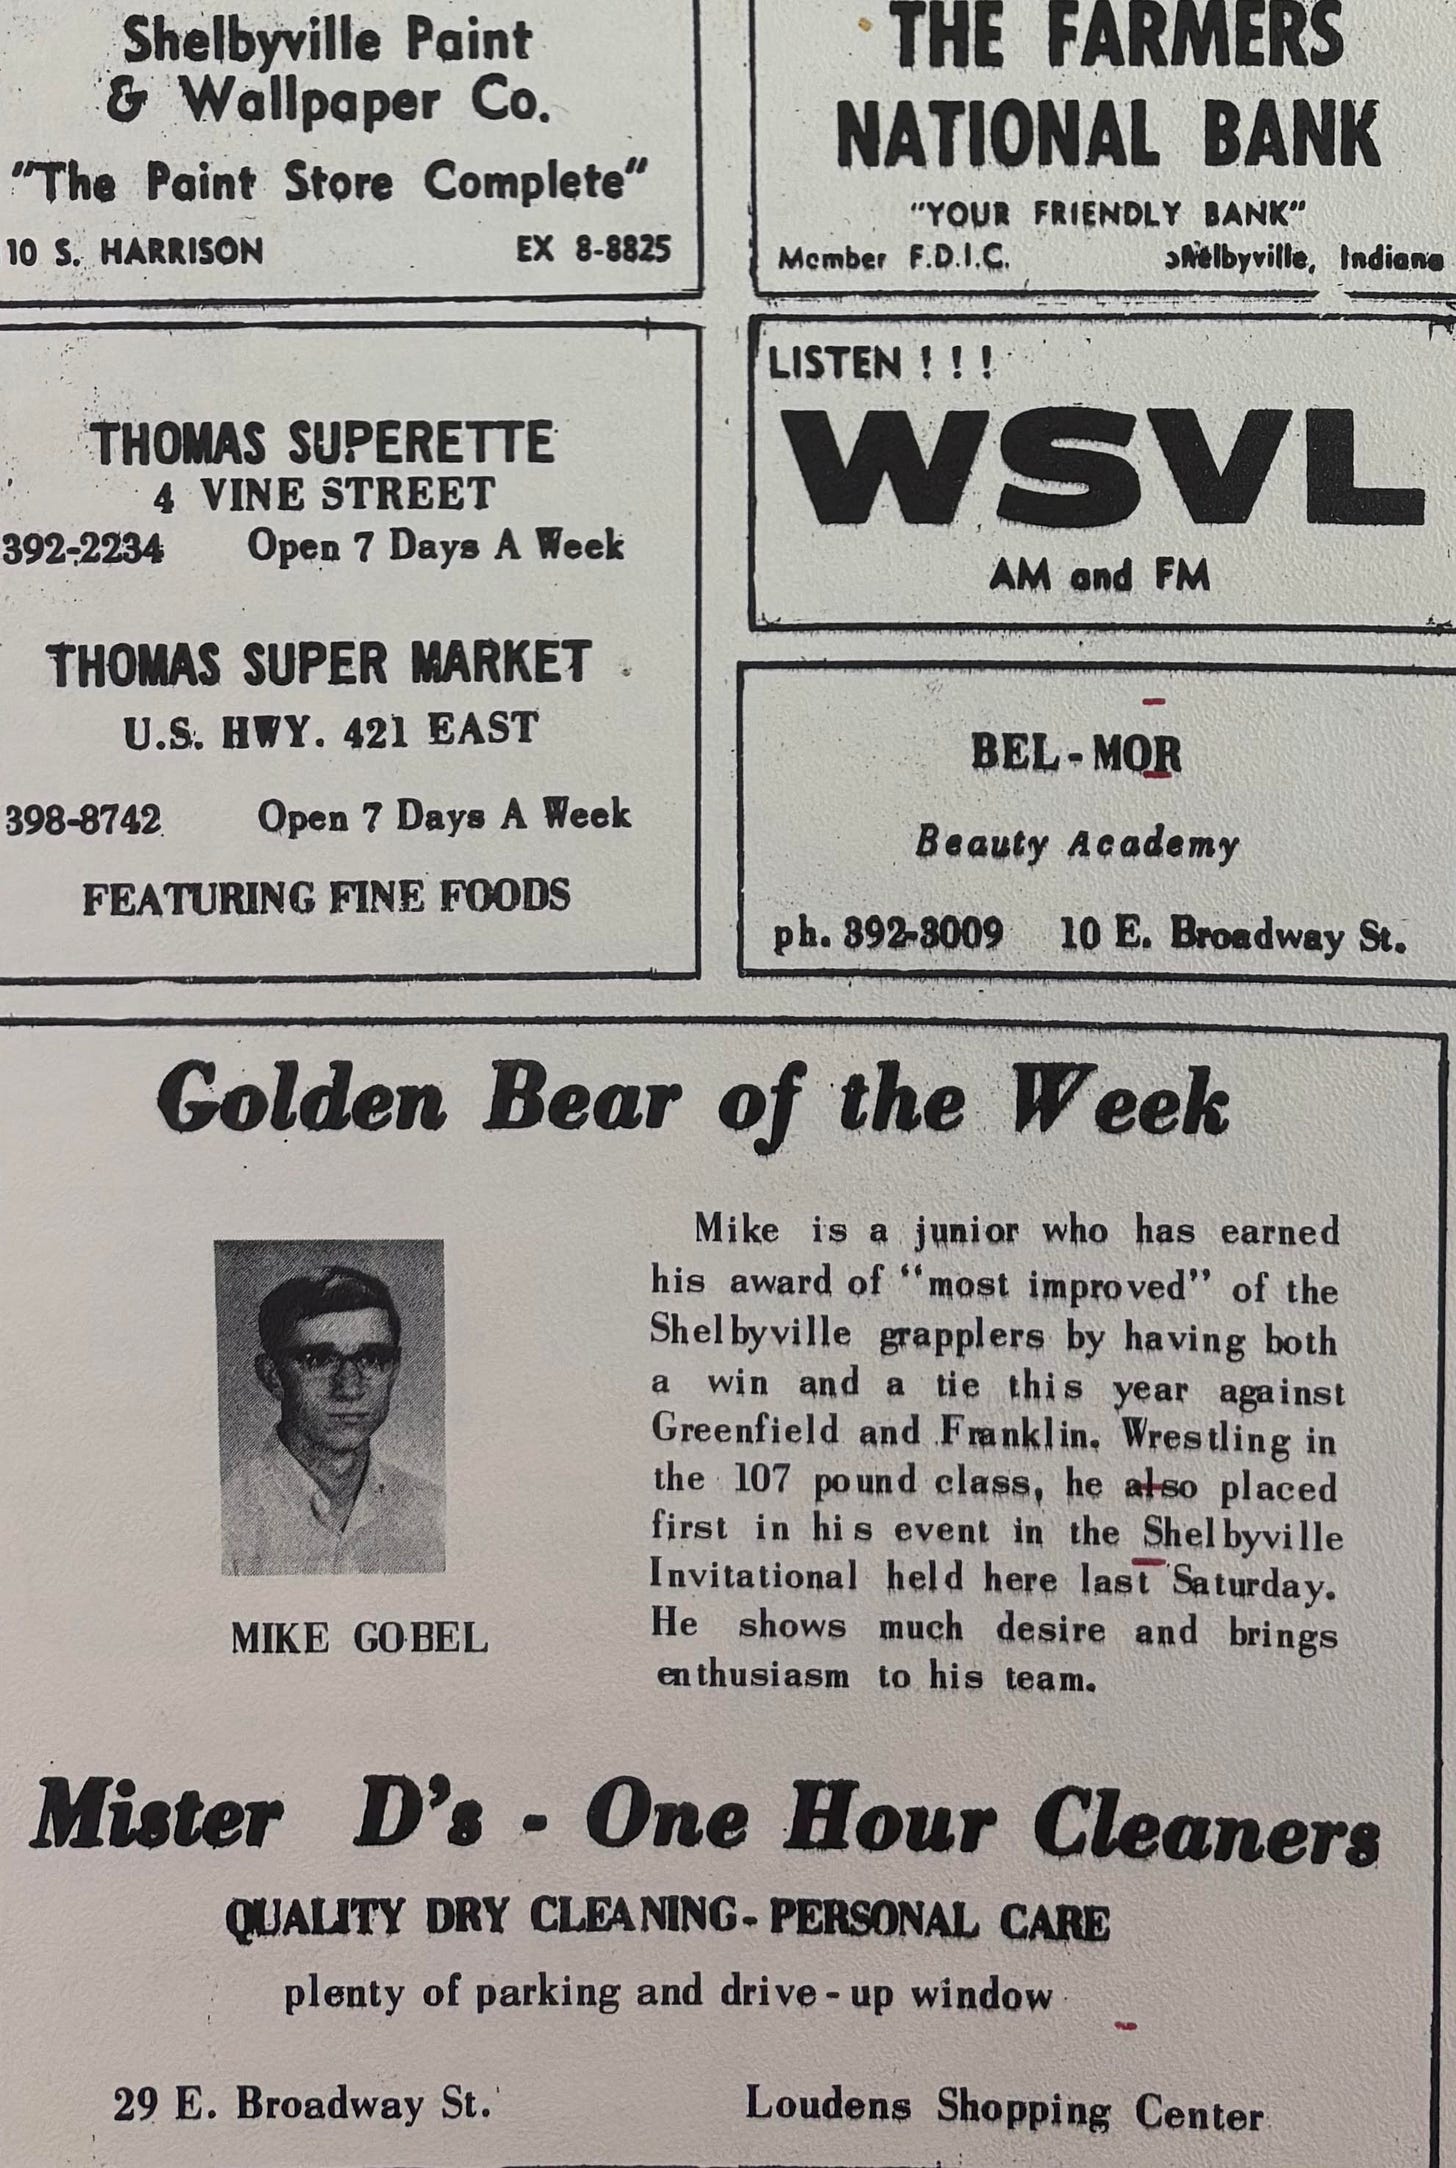 Shelbyville Paint
& Wallpaper Co.
"The Paint Store Complete"
10 S. HARRISON EX 8-8825
THE FARMERS
NATIONAL BANK
"YOUR FRIENDLY BANK"
Member F.D.I.C. Shelbyville, Indiana
THOMAS SUPERETTE
4 VINE STREET
392-2234 Open 7 Days A Week
THOMAS SUPER MARKET
U.S. HWY. 421 EAST
398-8742 Open 7 Days A Week
FEATURING FINE FOODS
LISTEN ! ! !
WSVL
AM and FM
BEL-MOR
Beauty Academy
ph. 392-3009 10 E. Broadway St.
Golden Bear of the Week
MIKE GOBEL
Mike is a junior who has earned
his award of "most improved" of the
Shelbyville grapplers by having both
a win and a tie this year against
Greenfield and Franklin. Wrestling in
the 107 pound class, he also placed
first in his event in the Shelbyville
Invitational held here last Saturday.
He shows much desire and brings
enthusiasm to his team.
Mister D's - One Hour Cleaners
QUALITY DRY CLEANING - PERSONAL CARE
plenty of parking and drive-up window
29 E. Broadway St. Loudens Shopping Center